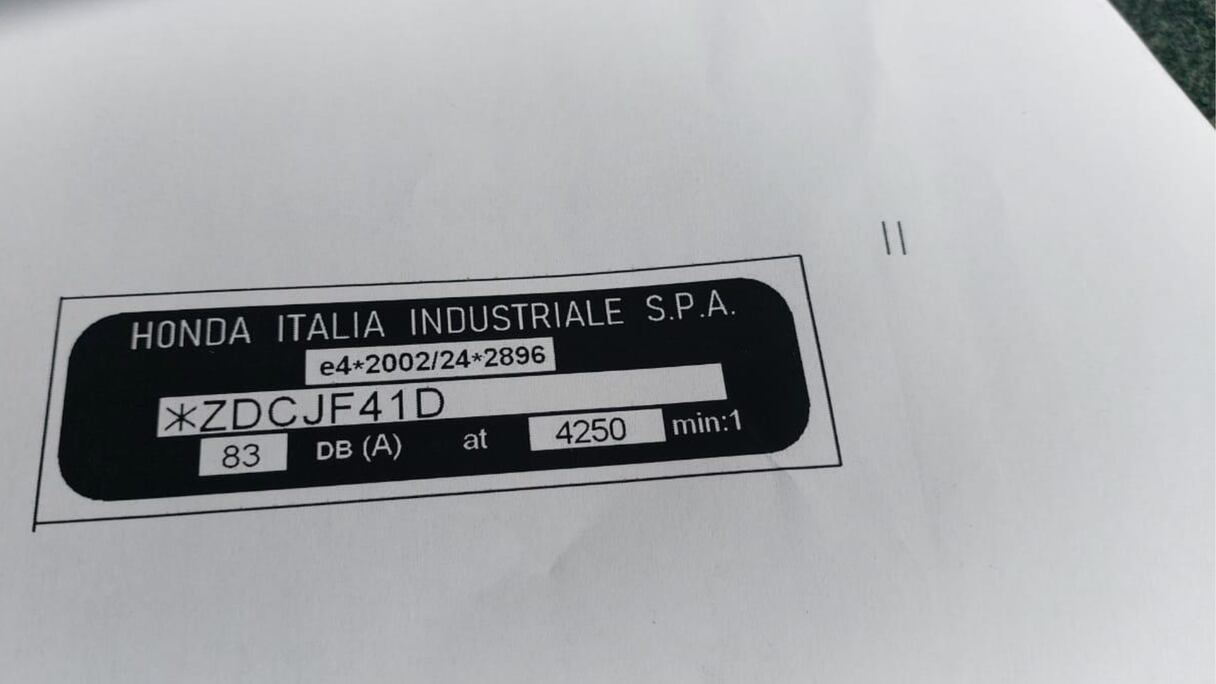 HONDA ITALIA INDUSTRIALE S.P.A.
e4*2002/24*2896
*ZDCJF41D
83 DB (A) at 4250 min:1